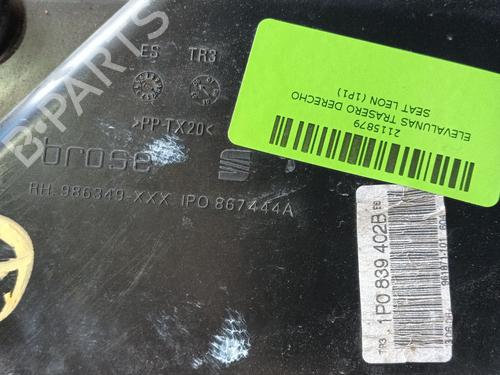 ES TR3
>PP-TX20<
brose
RH. 986349-XXX. 1P0 867444A
ELEVALUNAS TRASERO DERECHO
SEAT LEON (1P1)
2115879
TR3 1P0 839 402B
B-PARTS